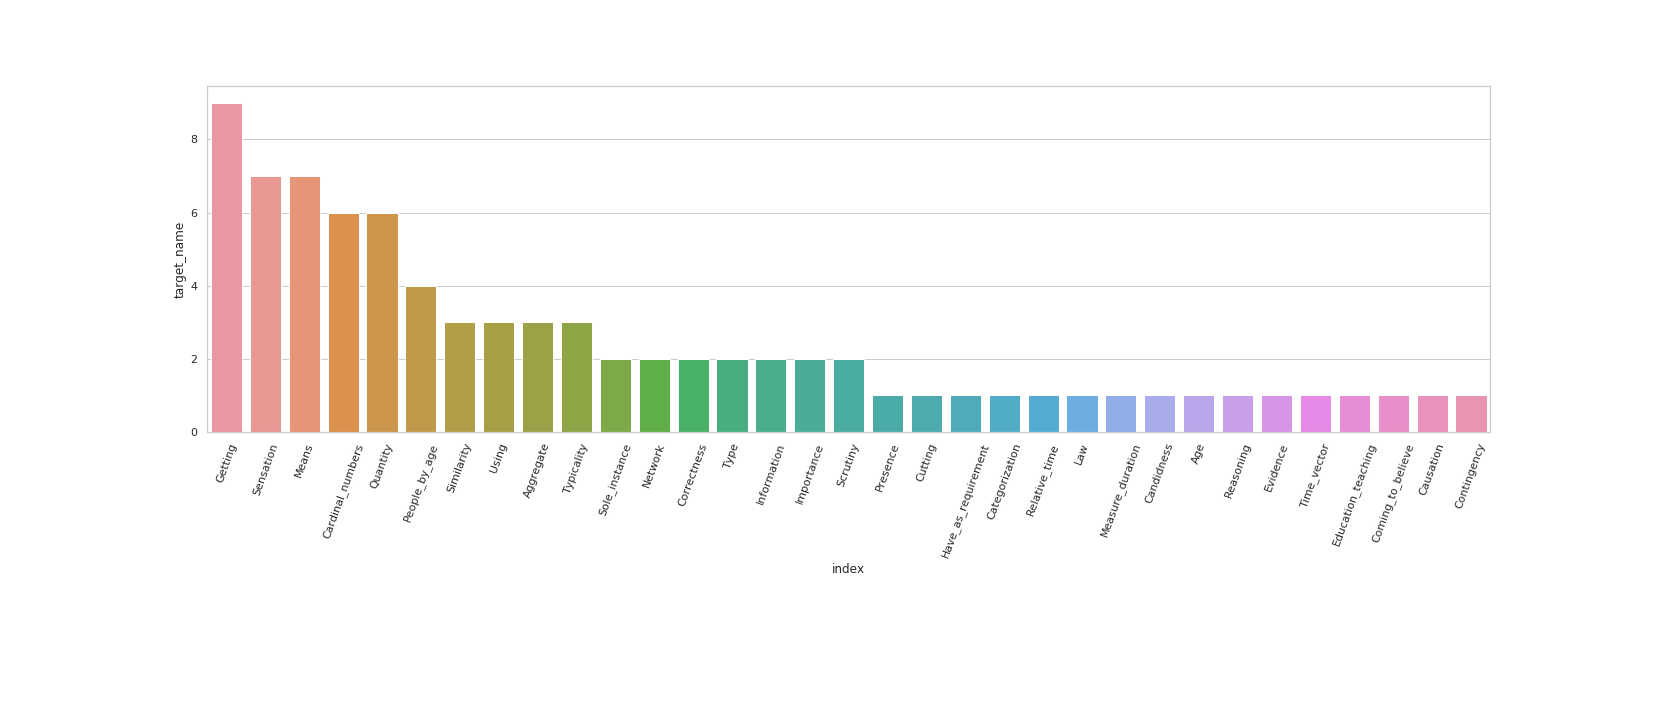 8
6
4
2
0
target_name
Getting
Sensation
Means
Cardinal_numbers
Quantity
People_by_age
Similarity
Using
Aggregate
Typicality
Sole_instance
Network
Correctness
Type
Information
Importance
Scrutiny
Presence
Cutting
Have_as_requirement
Categorization
Relative_time
Law
Measure_duration
Candidness
Age
Reasoning
Evidence
Time_vector
Education_teaching
Coming_to_believe
Causation
Contingency
index